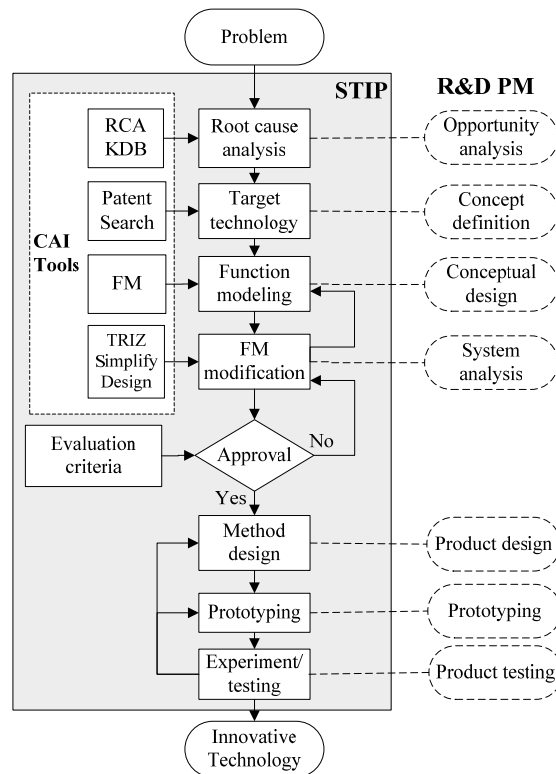 Problem
STIP
R&D PM
RCA
KDB
Root cause
analysis
Opportunity
analysis
Patent
Search
Target
technology
Concept
definition
CAI
Tools
FM
Function
modeling
Conceptual
design
TRIZ
Simplify
Design
FM
modification
System
analysis
Evaluation
criteria
Approval
No
Yes
Method
design
Product design
Prototyping
Prototyping
Experiment/
testing
Product testing
Innovative
Technology